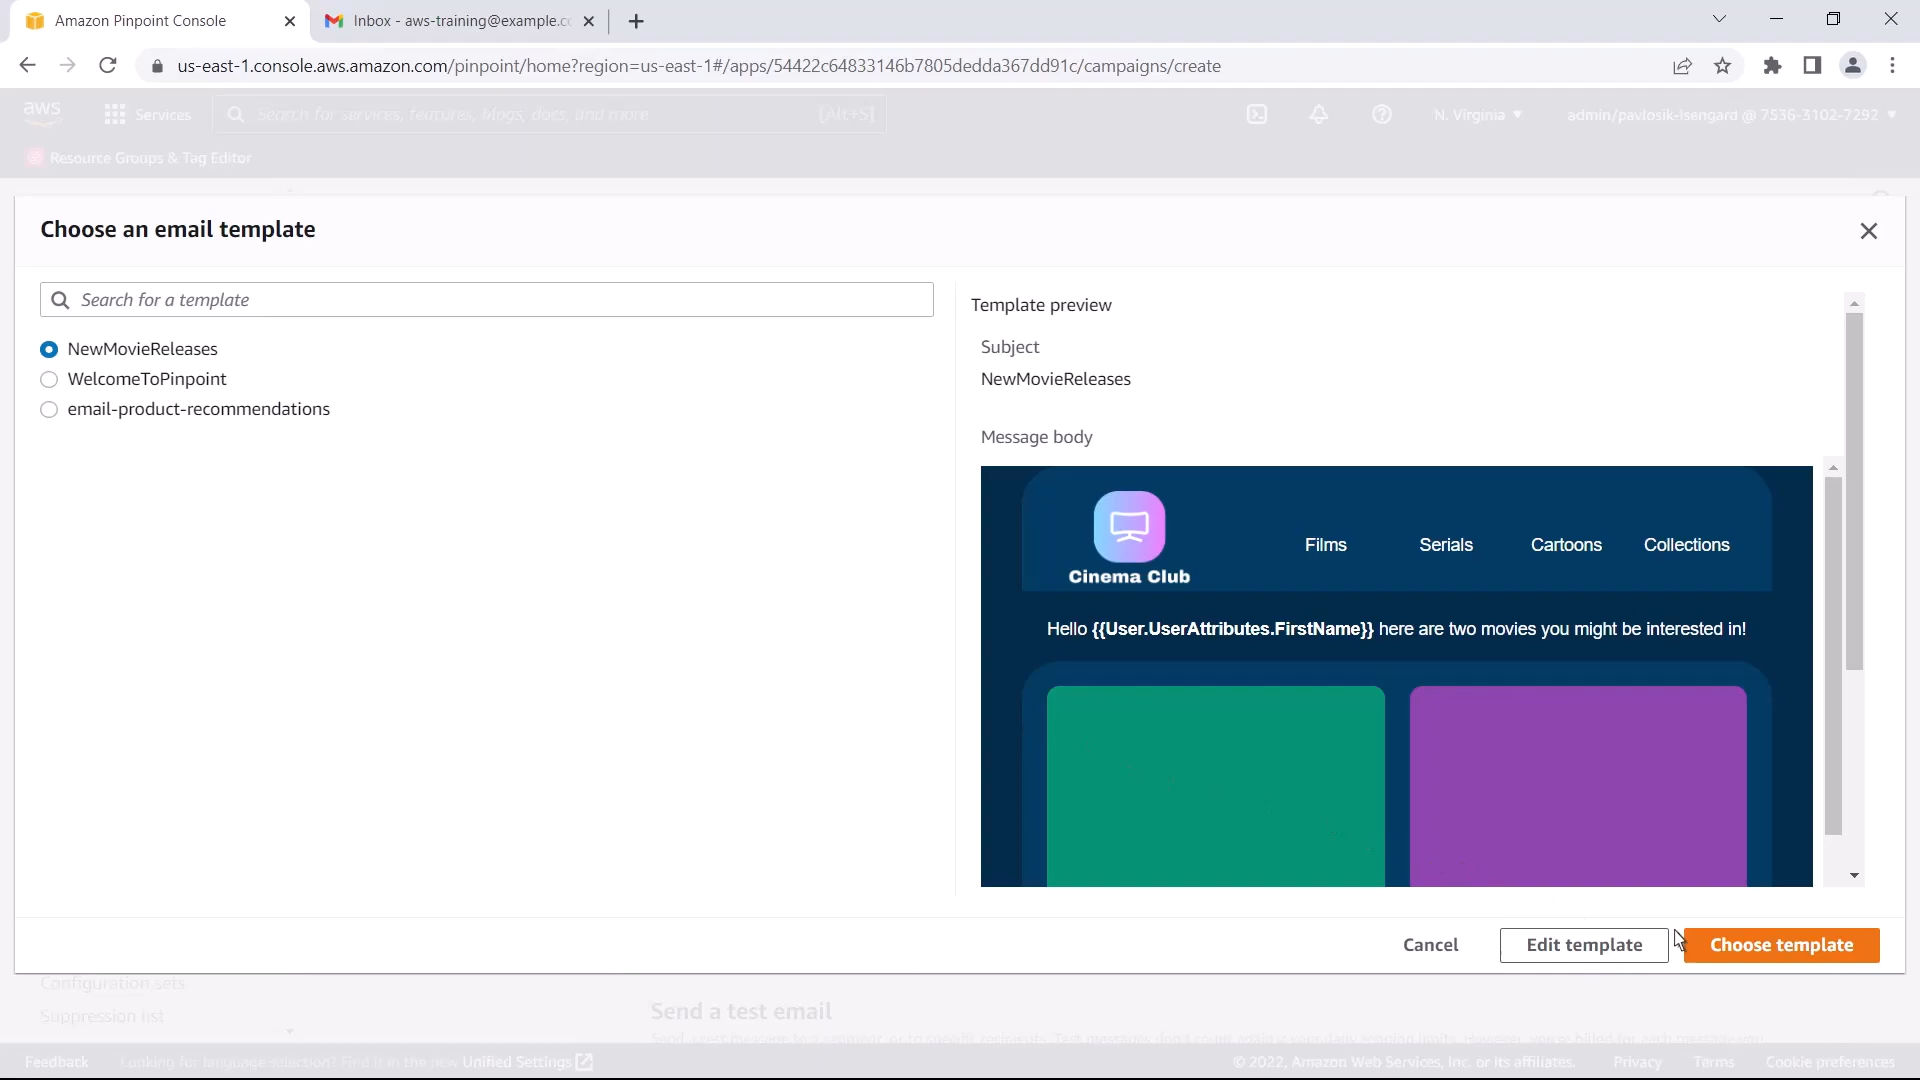 Amazon Pinpoint Console
Inbox - aws-training@example.cc
us-east-1.console.aws.amazon.com/pinpoint/home?region=us-east-1#/apps/54422c64833146b7805dedda367dd91c/campaigns/create
aws
Services
Search for services, features, blogs, docs, and more
[Alt+S]
N. Virginia
admin/pavlosik-Isengard @ 7536-3102-7292
Resource Groups & Tag Editor
Choose an email template
Search for a template
NewMovieReleases
WelcomeToPinpoint
email-product-recommendations
Template preview
Subject
NewMovieReleases
Message body
Cinema Club
Films
Serials
Cartoons
Collections
Hello {{User.UserAttributes.FirstName}} here are two movies you might be interested in!
Cancel
Edit template
Choose template
Configuration sets
Suppression list
Send a test email
Feedback
Looking for language selection? Find it in the new Unified Settings
© 2022, Amazon Web Services, Inc. or its affiliates.
Privacy
Terms
Cookie preferences